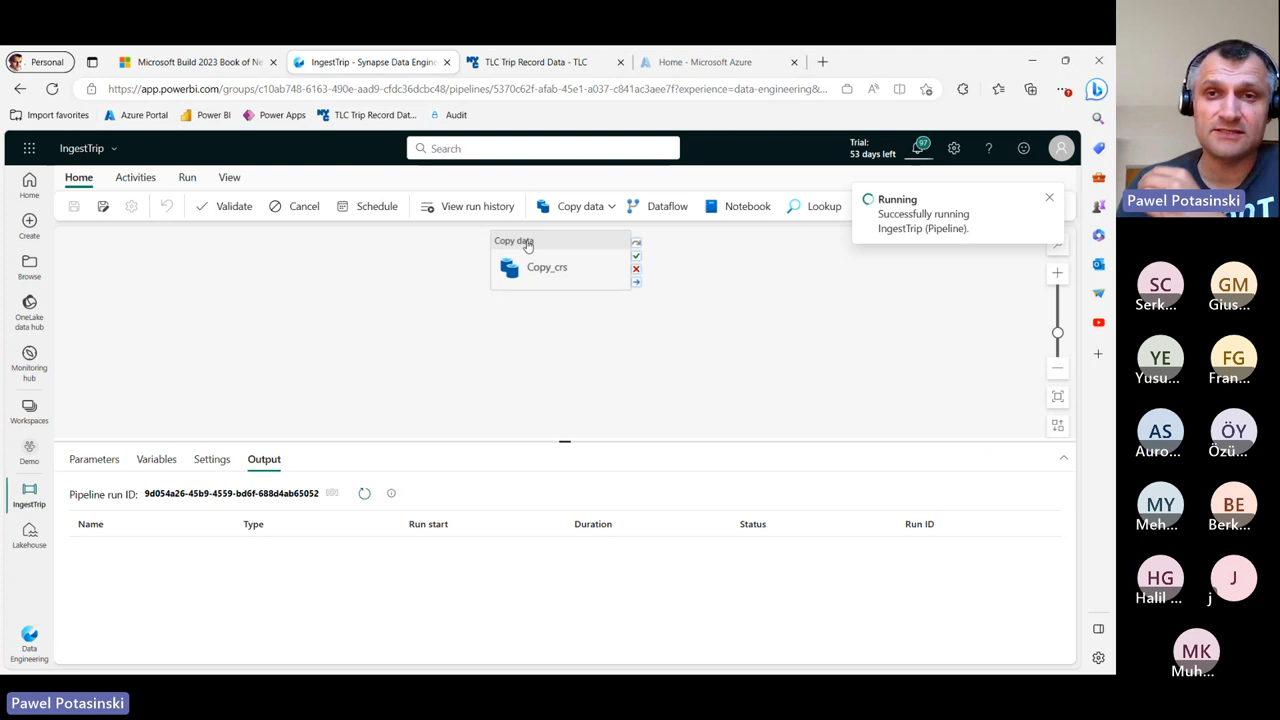 Personal
Microsoft Build 2023 Book of Ne
IngestTrip - Synapse Data Engine
TLC Trip Record Data - TLC
Home - Microsoft Azure
https://app.powerbi.com/groups/c10ab748-6163-490e-aad9-cfdc36dcbc48/pipelines/5370c62f-afab-45e1-a037-c841ac3aee7f?experience=data-engineering&...
Import favorites
Azure Portal
Power BI
Power Apps
TLC Trip Record Dat...
Audit
IngestTrip
Search
Trial:
53 days left
97
Home
Activities
Run
View
Validate
Cancel
Schedule
View run history
Copy data
Dataflow
Notebook
Lookup
Running
Successfully running
IngestTrip (Pipeline).
Copy data
Copy_crs
Home
Create
Browse
OneLake
data hub
Monitoring
hub
Workspaces
Demo
IngestTrip
Lakehouse
Data
Engineering
Parameters
Variables
Settings
Output
Pipeline run ID: 9d054a26-45b9-4559-bd6f-688d4ab65052
Name
Type
Run start
Duration
Status
Run ID
Pawel Potasinski
SC
Serk...
GM
Gius...
YE
Yusu...
FG
Fran...
AS
Auro...
ÖY
Özü...
MY
Meh...
BE
Berk...
HG
Halil ...
J
j
MK
Muh...
Pawel Potasinski